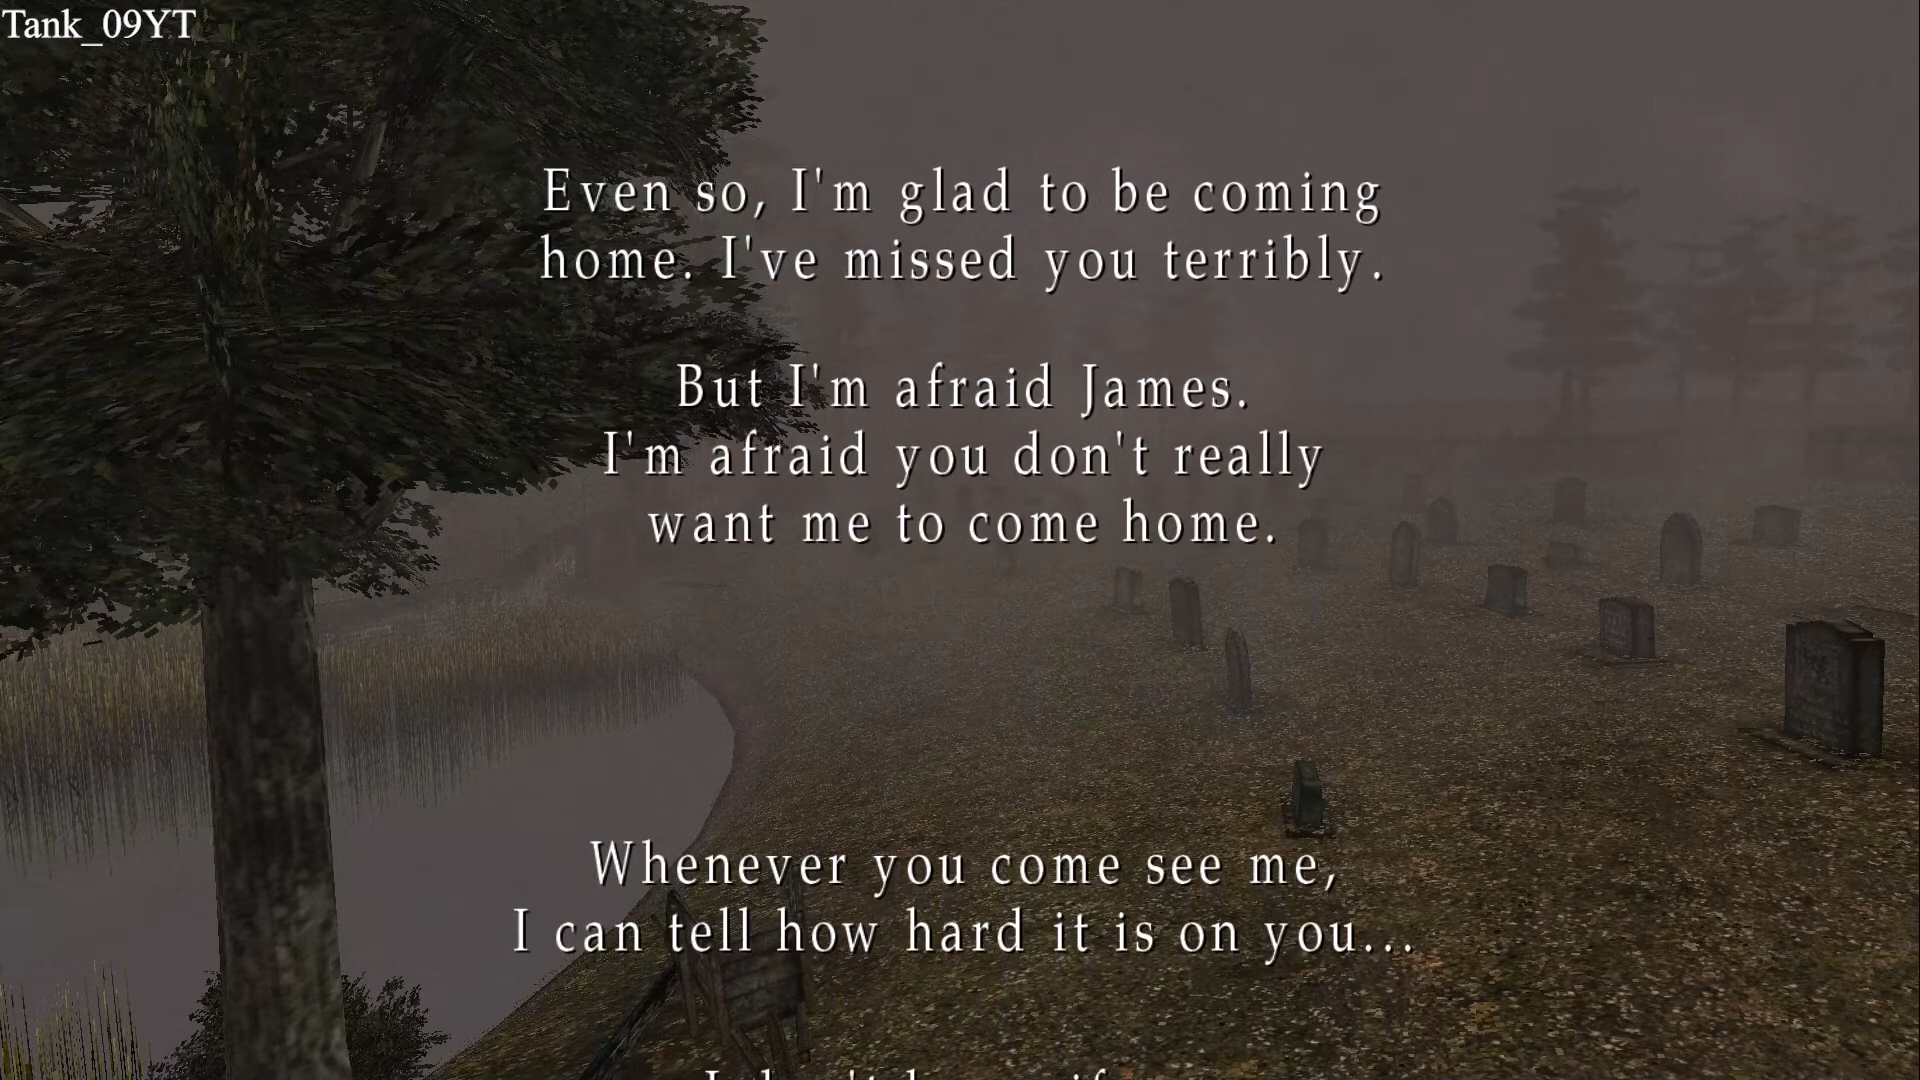 Tank_09YT
Even so, I'm glad to be coming
home. I've missed you terribly.
But I'm afraid James.
I'm afraid you don't really
want me to come home.
Whenever you come see me,
I can tell how hard it is on you...